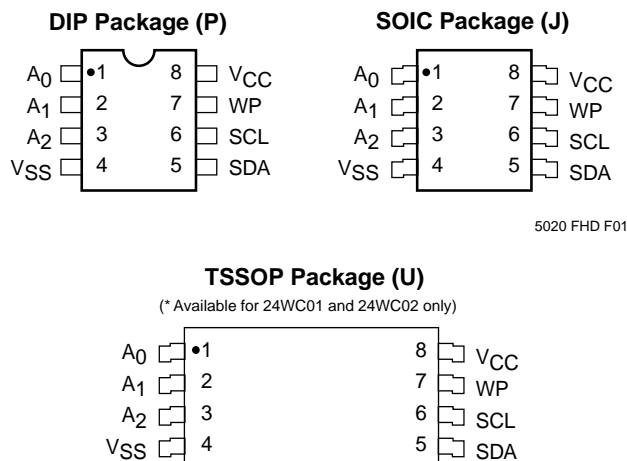 DIP Package (P)
A0 •1 8 VCC
A1 2 7 WP
A2 3 6 SCL
VSS 4 5 SDA
SOIC Package (J)
A0 •1 8 VCC
A1 2 7 WP
A2 3 6 SCL
VSS 4 5 SDA
5020 FHD F01
TSSOP Package (U)
(* Available for 24WC01 and 24WC02 only)
A0 •1 8 VCC
A1 2 7 WP
A2 3 6 SCL
VSS 4 5 SDA